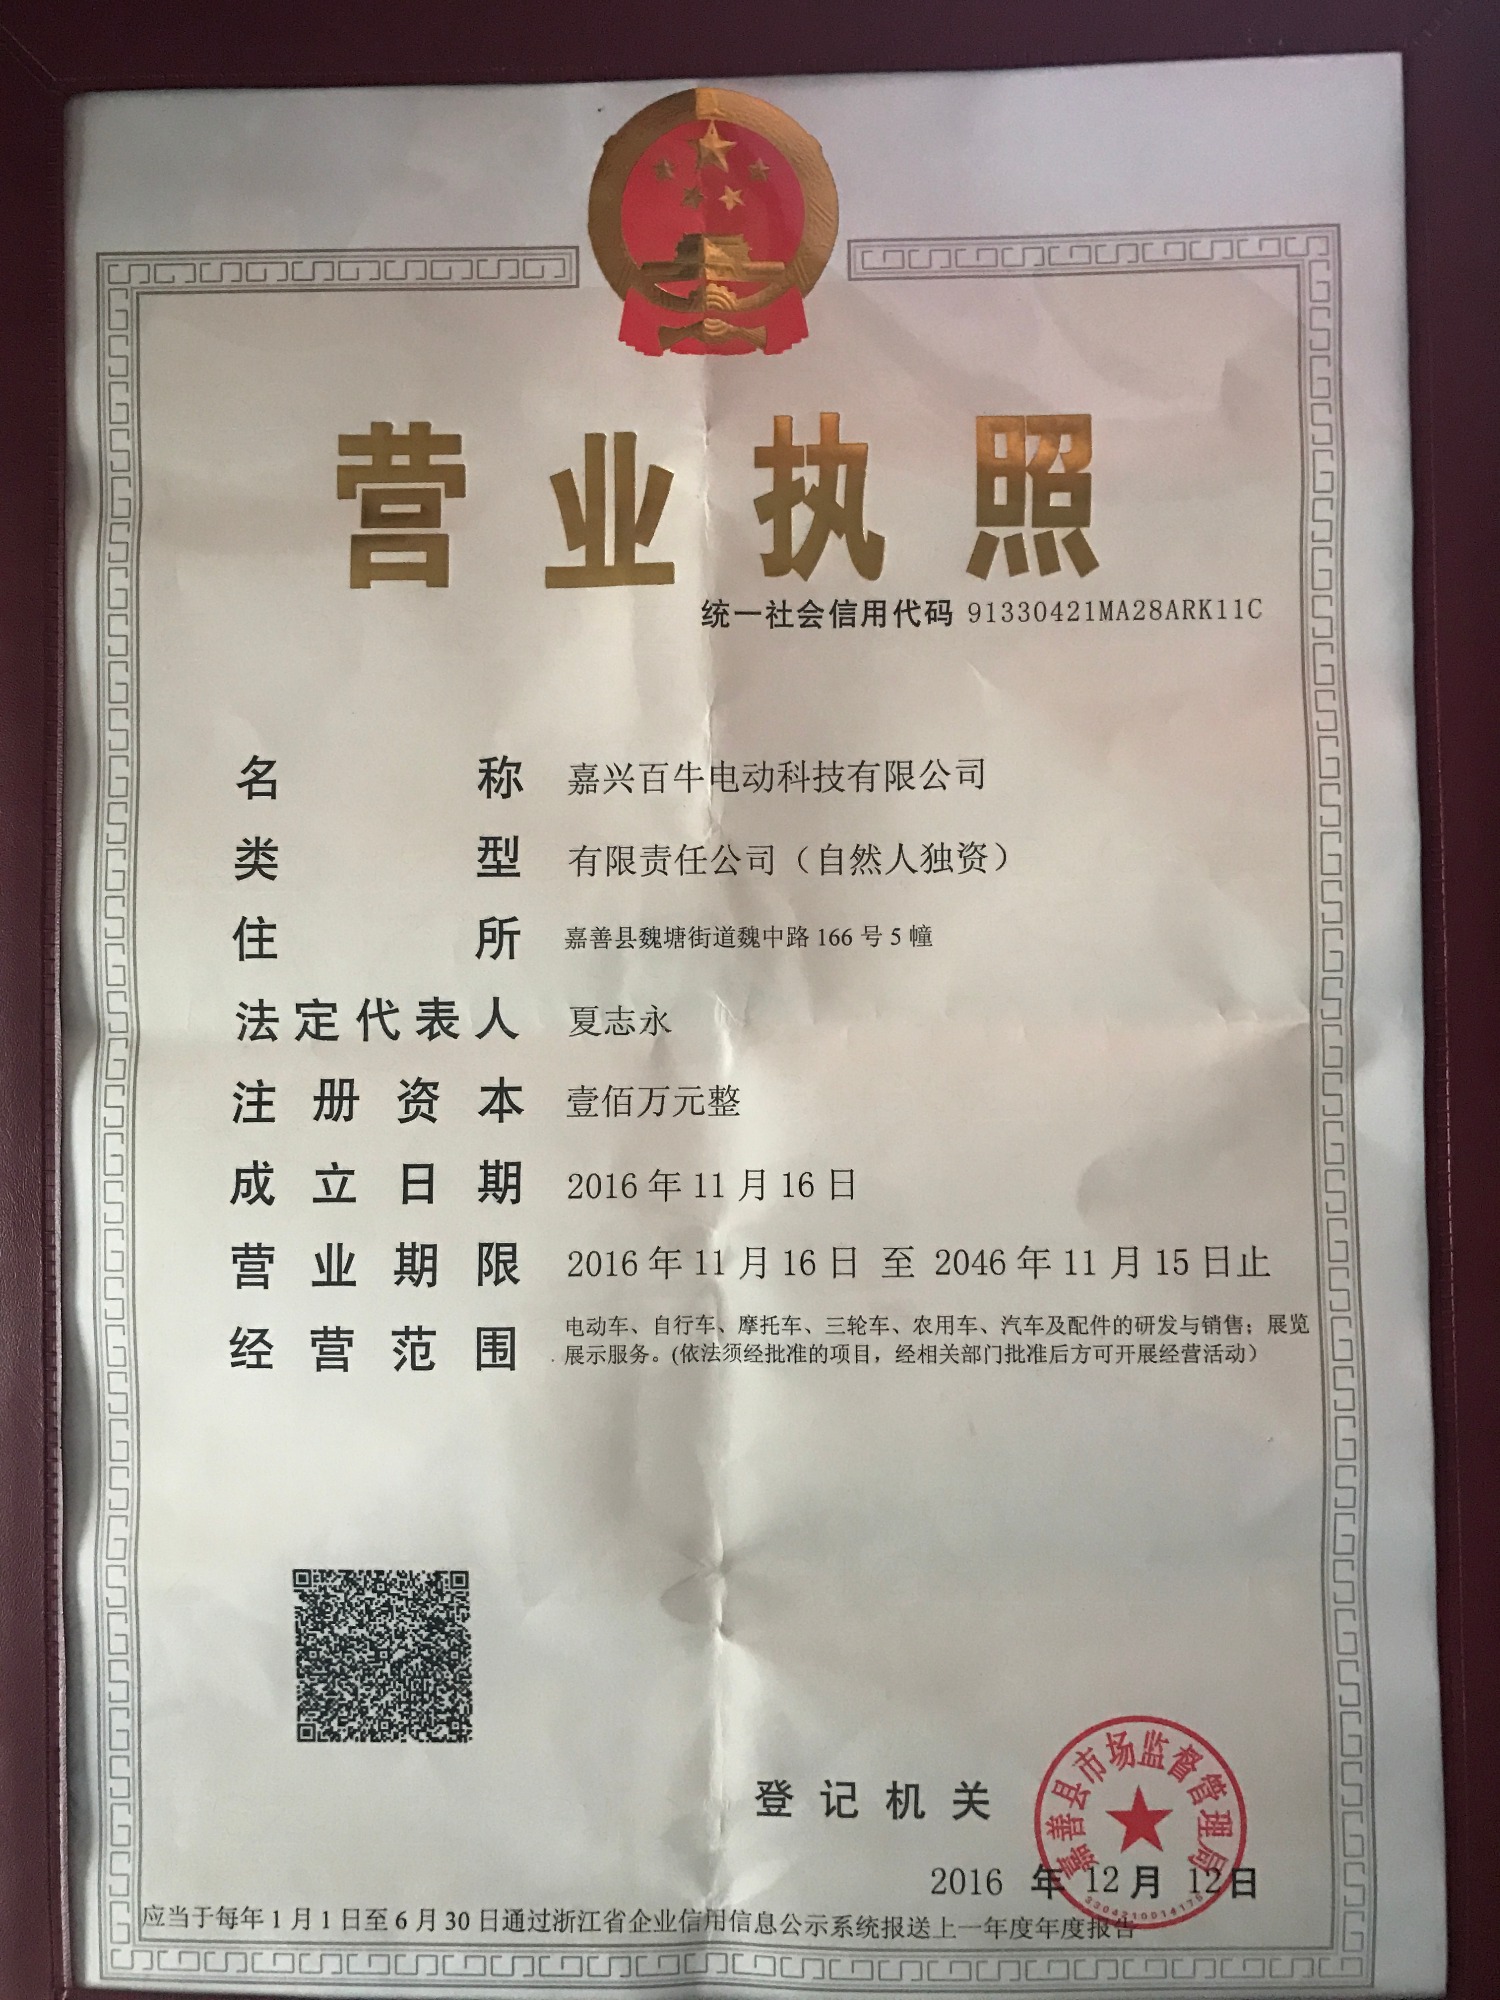 营业执照
统一社会信用代码 91330421MA28ARK11C
名称 嘉兴百牛电动科技有限公司
类型 有限责任公司（自然人独资）
住所 嘉善县魏塘街道魏中路 166 号 5 幢
法定代表人 夏志永
注册资本 壹佰万元整
成立日期 2016 年 11 月 16 日
营业期限 2016 年 11 月 16 日 至 2046 年 11 月 15 日止
经营范围 电动车、自行车、摩托车、三轮车、农用车、汽车及配件的研发与销售；展览
展示服务。(依法须经批准的项目，经相关部门批准后方可开展经营活动）
登记机关
嘉善县市场监督管理局
2016 年 12 月 12 日
应当于每年 1 月 1 日至 6 月 30 日通过浙江省企业信用信息公示系统报送上一年度年度报告